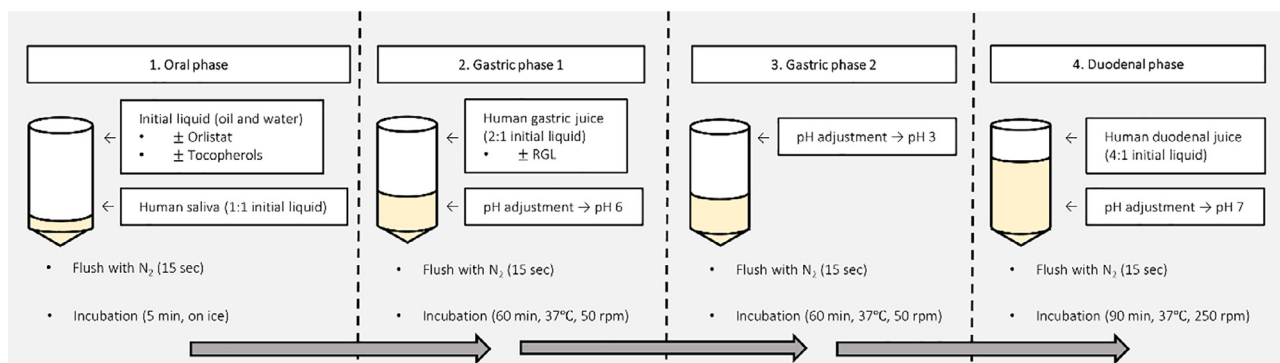 1. Oral phase
Initial liquid (oil and water)
• ± Orlistat
• ± Tocopherols
Human saliva (1:1 initial liquid)
• Flush with N₂ (15 sec)
• Incubation (5 min, on ice)
2. Gastric phase 1
Human gastric juice
(2:1 initial liquid)
• ± RGL
pH adjustment → pH 6
• Flush with N₂ (15 sec)
• Incubation (60 min, 37℃, 50 rpm)
3. Gastric phase 2
pH adjustment → pH 3
• Flush with N₂ (15 sec)
• Incubation (60 min, 37℃, 50 rpm)
4. Duodenal phase
Human duodenal juice
(4:1 initial liquid)
pH adjustment → pH 7
• Flush with N₂ (15 sec)
• Incubation (90 min, 37℃, 250 rpm)